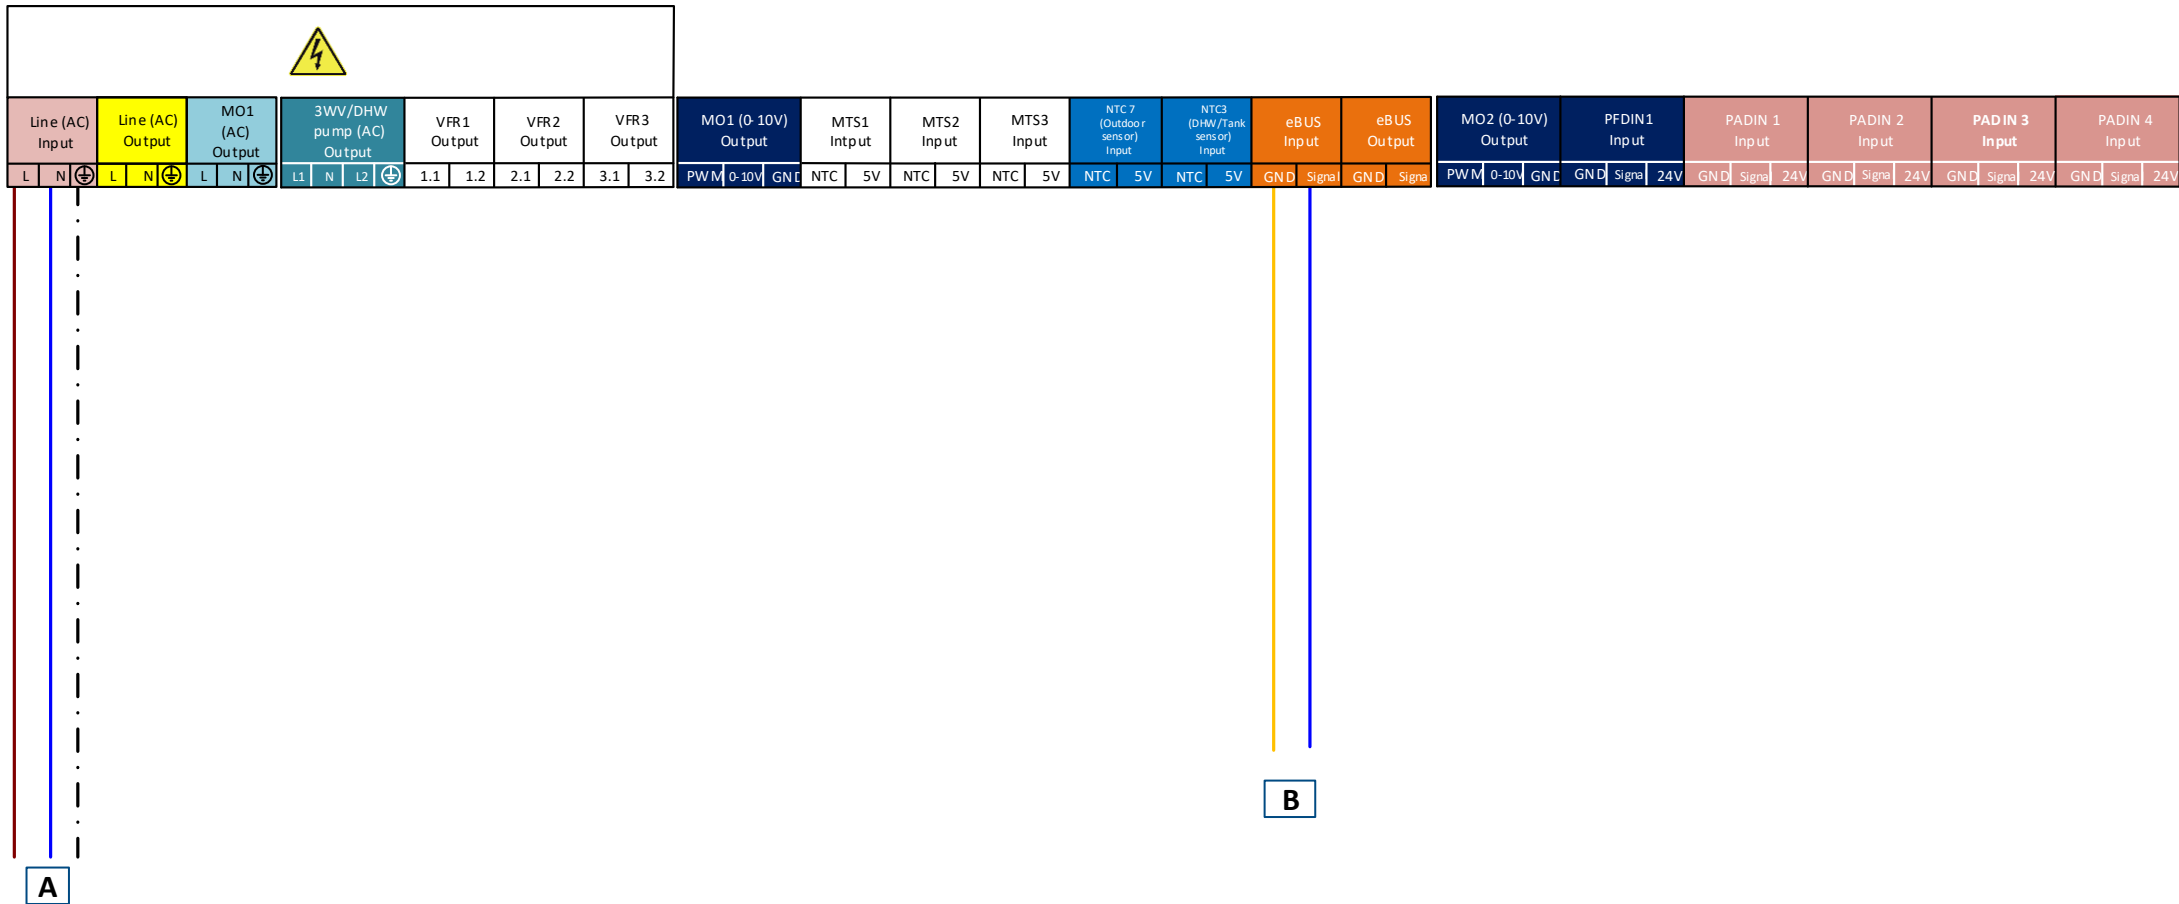 Line (AC) Input
Line (AC) Output
MO1 (AC) Output
3WV/DHW pump (AC) Output
VFR1 Output
VFR2 Output
VFR3 Output
MO1 (0-10V) Output
MTS1 Intput
MTS2 Input
MTS3 Input
NTC 7 (Outdoor sensor) Input
NTC3 (DHW/Tank sensor) Input
eBUS Input
eBUS Output
MO2 (0-10V) Output
PFDIN1 Input
PADIN 1 Input
PADIN 2 Input
PADIN 3 Input
PADIN 4 Input
L N L N L N L1 N L2 1.1 1.2 2.1 2.2 3.1 3.2 PWM 0-10V GND NTC 5V NTC 5V NTC 5V NTC 5V NTC 5V GND Signal GND Signa PWM 0-10V GND GND Signa 24V GND Signal 24V GND Signa 24V GND Signal 24V GND Signal 24V
B
A